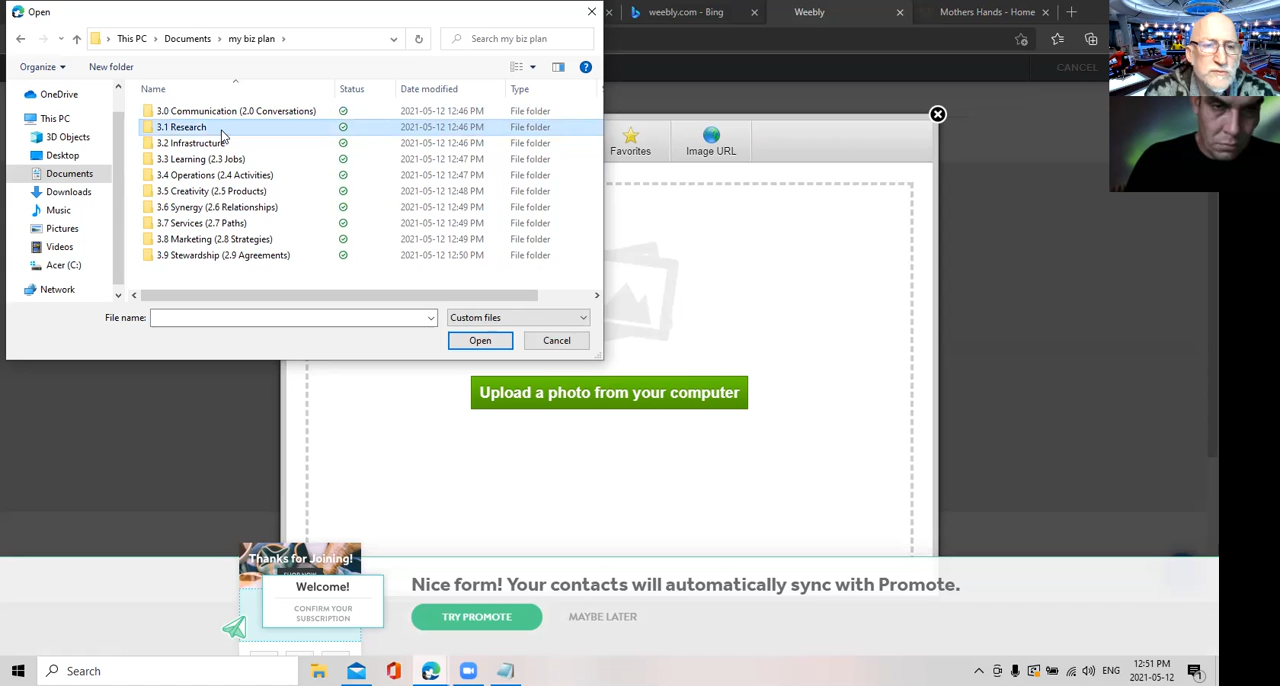 Open
weebly.com - Bing
Weebly
Mothers Hands - Home
This PC
Documents
my biz plan
Search my biz plan
CANCEL
Organize
New folder
Name
Status
Date modified
Type
OneDrive
This PC
3D Objects
Desktop
Documents
Downloads
Music
Pictures
Videos
Acer (C:)
Network
3.0 Communication (2.0 Conversations) 2021-05-12 12:46 PM File folder
3.1 Research 2021-05-12 12:46 PM File folder
3.2 Infrastructure 2021-05-12 12:46 PM File folder
3.3 Learning (2.3 Jobs) 2021-05-12 12:47 PM File folder
3.4 Operations (2.4 Activities) 2021-05-12 12:47 PM File folder
3.5 Creativity (2.5 Products) 2021-05-12 12:48 PM File folder
3.6 Synergy (2.6 Relationships) 2021-05-12 12:49 PM File folder
3.7 Services (2.7 Paths) 2021-05-12 12:49 PM File folder
3.8 Marketing (2.8 Strategies) 2021-05-12 12:49 PM File folder
3.9 Stewardship (2.9 Agreements) 2021-05-12 12:50 PM File folder
File name:
Custom files
Open
Cancel
Favorites
Image URL
Upload a photo from your computer
Thanks for Joining!
Welcome!
CONFIRM YOUR
SUBSCRIPTION
Nice form! Your contacts will automatically sync with Promote.
TRY PROMOTE
MAYBE LATER
Search
ENG
12:51 PM
2021-05-12
1